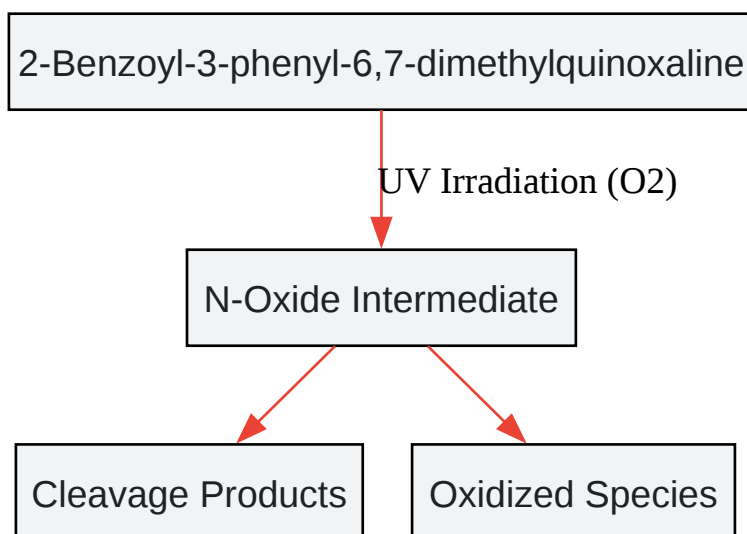 2-Benzoyl-3-phenyl-6,7-dimethylquinoxaline
UV Irradiation (O2)
N-Oxide Intermediate
Cleavage Products
Oxidized Species